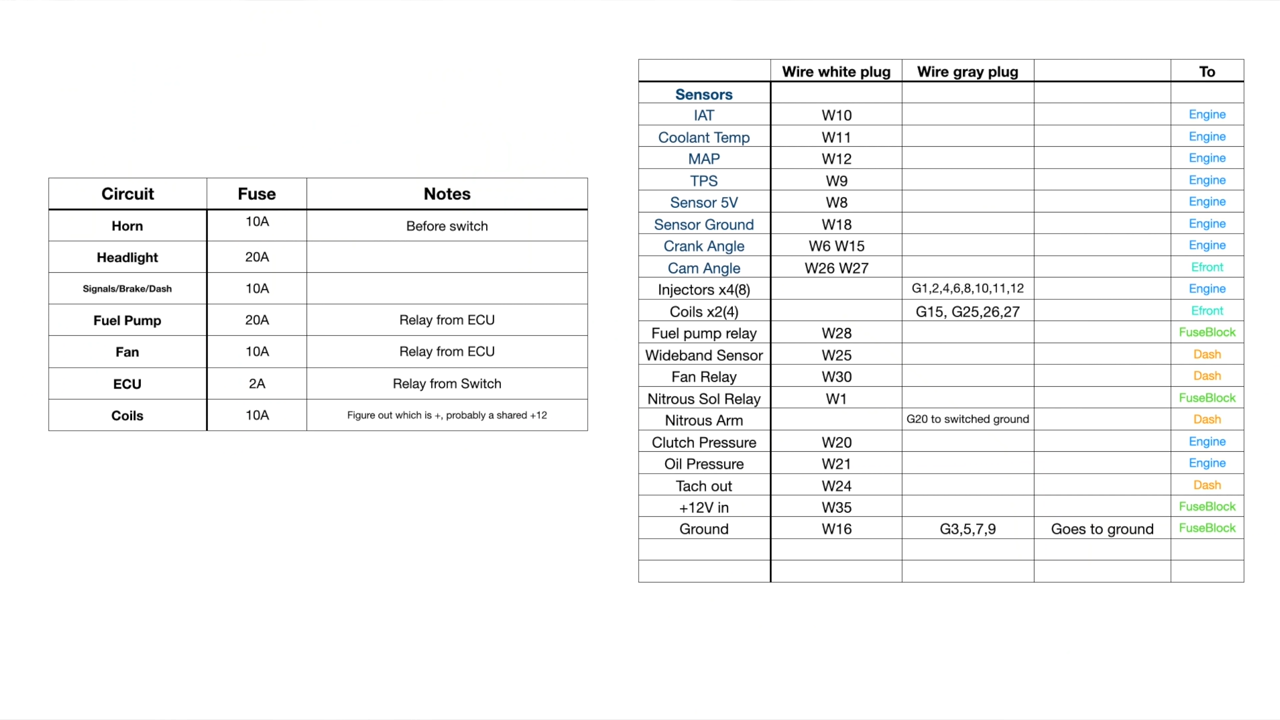 Circuit Fuse Notes
Horn 10A Before switch
Headlight 20A
Signals/Brake/Dash 10A
Fuel Pump 20A Relay from ECU
Fan 10A Relay from ECU
ECU 2A Relay from Switch
Coils 10A Figure out which is +, probably a shared +12
Wire white plug Wire gray plug To
Sensors
IAT W10 Engine
Coolant Temp W11 Engine
MAP W12 Engine
TPS W9 Engine
Sensor 5V W8 Engine
Sensor Ground W18 Engine
Crank Angle W6 W15 Engine
Cam Angle W26 W27 Efront
Injectors x4(8) G1,2,4,6,8,10,11,12 Engine
Coils x2(4) G15, G25,26,27 Efront
Fuel pump relay W28 FuseBlock
Wideband Sensor W25 Dash
Fan Relay W30 Dash
Nitrous Sol Relay W1 FuseBlock
Nitrous Arm G20 to switched ground Dash
Clutch Pressure W20 Engine
Oil Pressure W21 Engine
Tach out W24 Dash
+12V in W35 FuseBlock
Ground W16 G3,5,7,9 Goes to ground FuseBlock